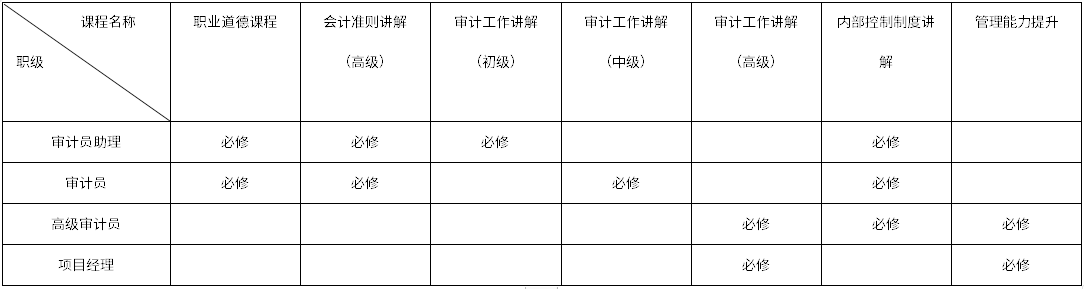 课程名称 职业道德课程 会计准则讲解 审计工作讲解 审计工作讲解 审计工作讲解 内部控制制度讲 管理能力提升
职级 （高级） （初级） （中级） （高级） 解
审计员助理 必修 必修 必修 必修
审计员 必修 必修 必修 必修
高级审计员 必修 必修 必修
项目经理 必修 必修